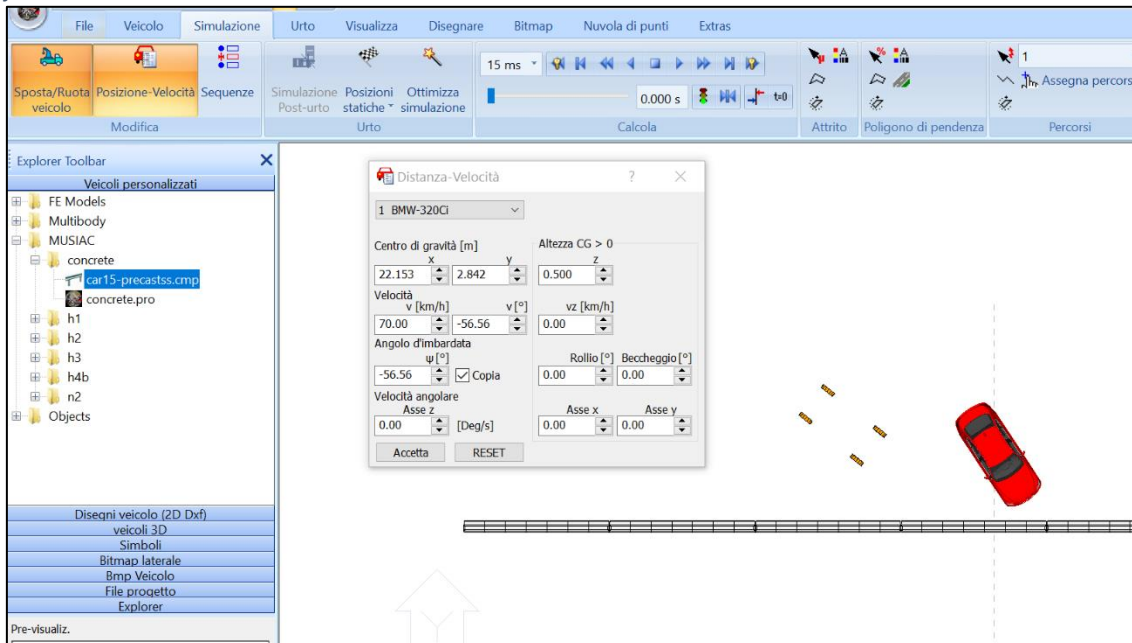 File Veicolo Simulazione Urto Visualizza Disegnare Bitmap Nuvola di punti Extras
Sposta/Ruota veicolo
Posizione-Velocità
Sequenze
Modifica
Simulazione Post-urto
Posizioni statiche
Ottimizza simulazione
Urto
15 ms
0.000 s
t=0
Calcola
Attrito
Poligono di pendenza
1
Assegna percors
Percorsi
Explorer Toolbar
Veicoli personalizzati
FE Models
Multibody
MUSIAC
concrete
car15-precastss.cmp
concrete.pro
h1
h2
h3
h4b
n2
Objects
Disegni veicolo (2D Dxf)
veicoli 3D
Simboli
Bitmap laterale
Bmp Veicolo
File progetto
Explorer
Pre-visualiz.
Distanza-Velocità ?
1 BMW-320Ci
Centro di gravità [m] Altezza CG > 0
x y z
22.153 2.842 0.500
Velocità
v [km/h] v [°] vz [km/h]
70.00 -56.56 0.00
Angolo d'imbardata
ψ [°] Rollio [°] Beccheggio [°]
-56.56 Copia 0.00 0.00
Velocità angolare
Asse z Asse x Asse y
0.00 [Deg/s] 0.00 0.00
Accetta RESET